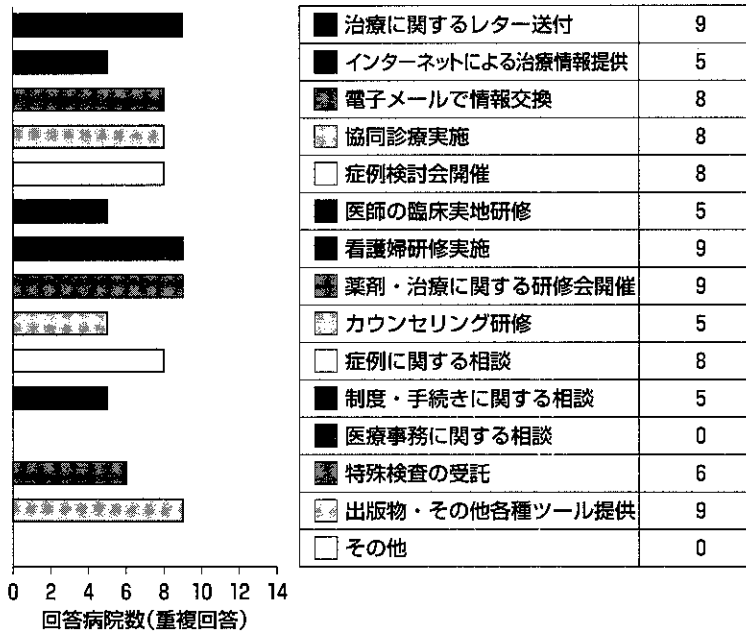 治療に関するレター送付 9
インターネットによる治療情報提供 5
電子メールで情報交換 8
協同診療実施 8
症例検討会開催 8
医師の臨床実地研修 5
看護婦研修実施 9
薬剤・治療に関する研修会開催 9
カウンセリング研修 5
症例に関する相談 8
制度・手続きに関する相談 5
医療事務に関する相談 0
特殊検査の受託 6
出版物・その他各種ツール提供 9
その他 0
0 2 4 6 8 10 12 14
回答病院数(重複回答)